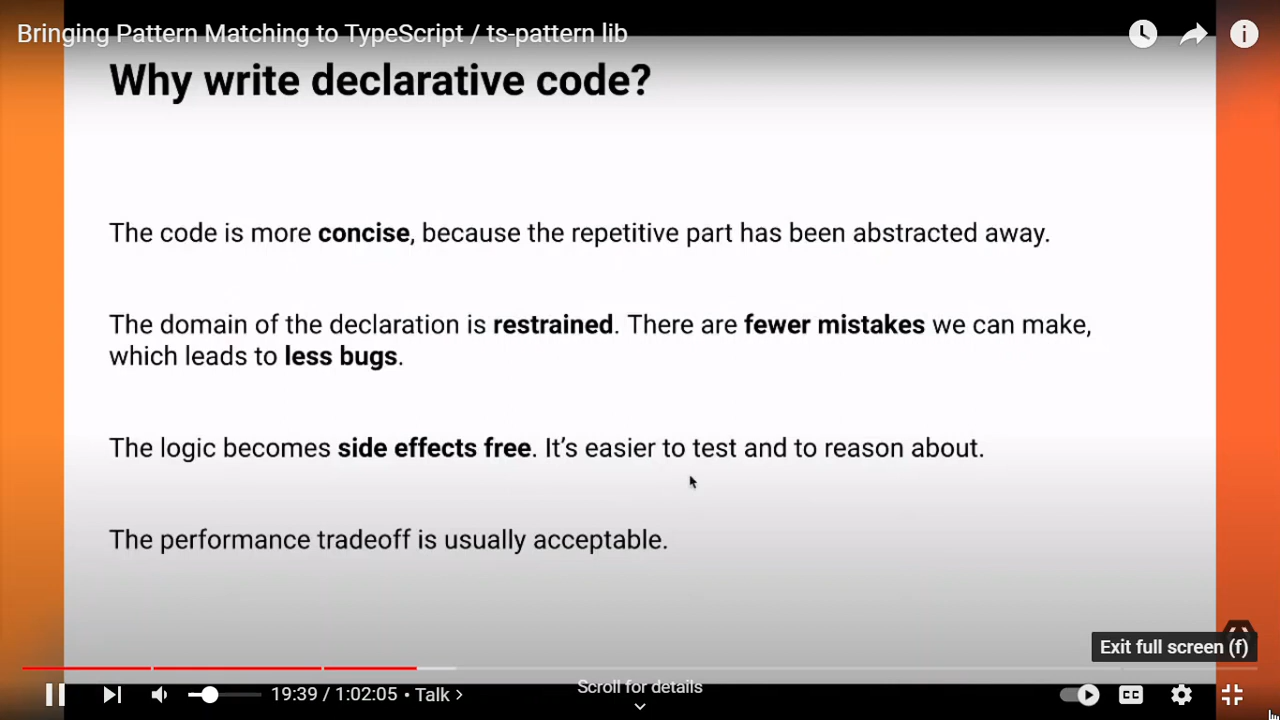 Bringing Pattern Matching to TypeScript / ts-pattern lib
Why write declarative code?
The code is more concise, because the repetitive part has been abstracted away.
The domain of the declaration is restrained. There are fewer mistakes we can make,
which leads to less bugs.
The logic becomes side effects free. It's easier to test and to reason about.
The performance tradeoff is usually acceptable.
Exit full screen (f)
19:39 / 1:02:05 • Talk >
Scroll for details
CC